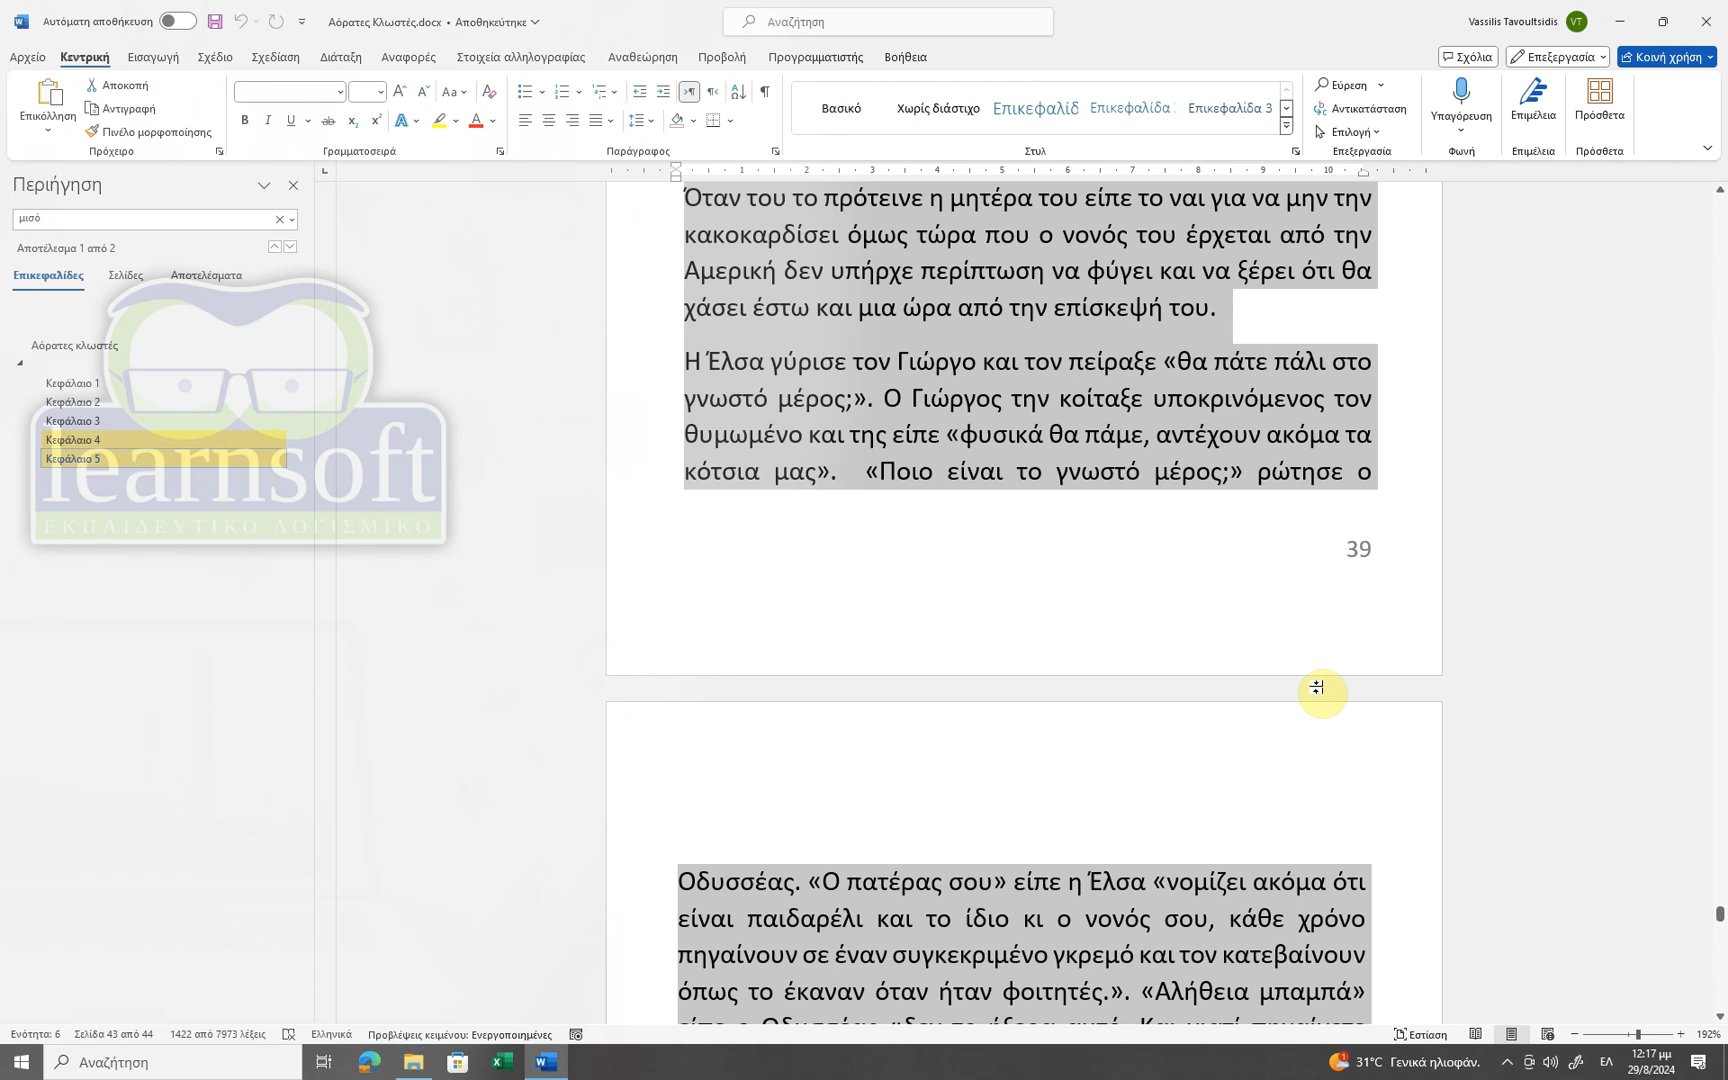 Αυτόματη αποθήκευση
Αόρατες Κλωστές.docx • Αποθηκεύτηκε
Αναζήτηση
Vassilis Tavoultsidis
VT
Αρχείο Κεντρική Εισαγωγή Σχέδιο Σχεδίαση Διάταξη Αναφορές Στοιχεία αλληλογραφίας Αναθεώρηση Προβολή Προγραμματιστής Βοήθεια
Σχόλια
Επεξεργασία
Κοινή χρήση
Επικόλληση
Αποκοπή
Αντιγραφή
Πινέλο μορφοποίησης
Πρόχειρο
Γραμματοσειρά
Παράγραφος
Βασικό
Χωρίς διάστιχο
Επικεφαλίδ
Επικεφαλίδα
Επικεφαλίδα 3
Στυλ
Εύρεση
Αντικατάσταση
Επιλογή
Επεξεργασία
Υπαγόρευση
Φωνή
Επιμέλεια
Επιμέλεια
Πρόσθετα
Πρόσθετα
1 2 3 4 5 6 7 8 9 10
Περιήγηση
μισό
Αποτέλεσμα 1 από 2
Επικεφαλίδες Σελίδες Αποτελέσματα
Αόρατες κλωστές
Κεφάλαιο 1
Κεφάλαιο 2
Κεφάλαιο 3
Κεφάλαιο 4
Κεφάλαιο 5
learnsoft
ΕΚΠΑΙΔΕΥΤΙΚΟ ΛΟΓΙΣΜΙΚΟ
Όταν του το πρότεινε η μητέρα του είπε το ναι για να μην την
κακοκαρδίσει όμως τώρα που ο νονός του έρχεται από την
Αμερική δεν υπήρχε περίπτωση να φύγει και να ξέρει ότι θα
χάσει έστω και μια ώρα από την επίσκεψή του.
Η Έλσα γύρισε τον Γιώργο και τον πείραξε «θα πάτε πάλι στο
γνωστό μέρος;». Ο Γιώργος την κοίταξε υποκρινόμενος τον
θυμωμένο και της είπε «φυσικά θα πάμε, αντέχουν ακόμα τα
κότσια μας». «Ποιο είναι το γνωστό μέρος;» ρώτησε ο
39
Οδυσσέας. «Ο πατέρας σου» είπε η Έλσα «νομίζει ακόμα ότι
είναι παιδαρέλι και το ίδιο κι ο νονός σου, κάθε χρόνο
πηγαίνουν σε έναν συγκεκριμένο γκρεμό και τον κατεβαίνουν
όπως το έκαναν όταν ήταν φοιτητές.». «Αλήθεια μπαμπά»
Ενότητα: 6 Σελίδα 43 από 44 1422 από 7973 λέξεις Ελληνικά Προβλέψεις κειμένου: Ενεργοποιημένες
Εστίαση
192%
Αναζήτηση
31°C Γενικά ηλιοφάν.
ΕΛ
12:17 μμ
29/8/2024